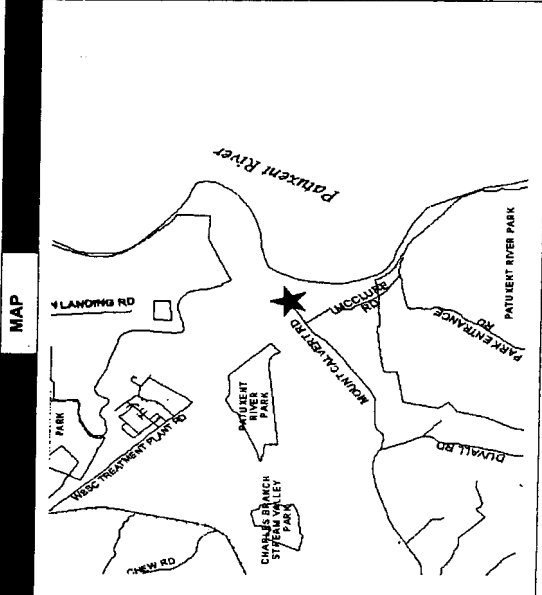 MAP
Patuxent River
N LANDING RD
PARK
W&SC TREATMENT PLANT RD
PATUXENT
RIVER
PARK
MCCLURE
RD
MOUNT CALVERT RD
PATUXENT RIVER PARK
PARK ENTRANCE
RD
DUVALL RD
CHARLES BRANCH
STREAM VALLEY
PARK
CHEW RD